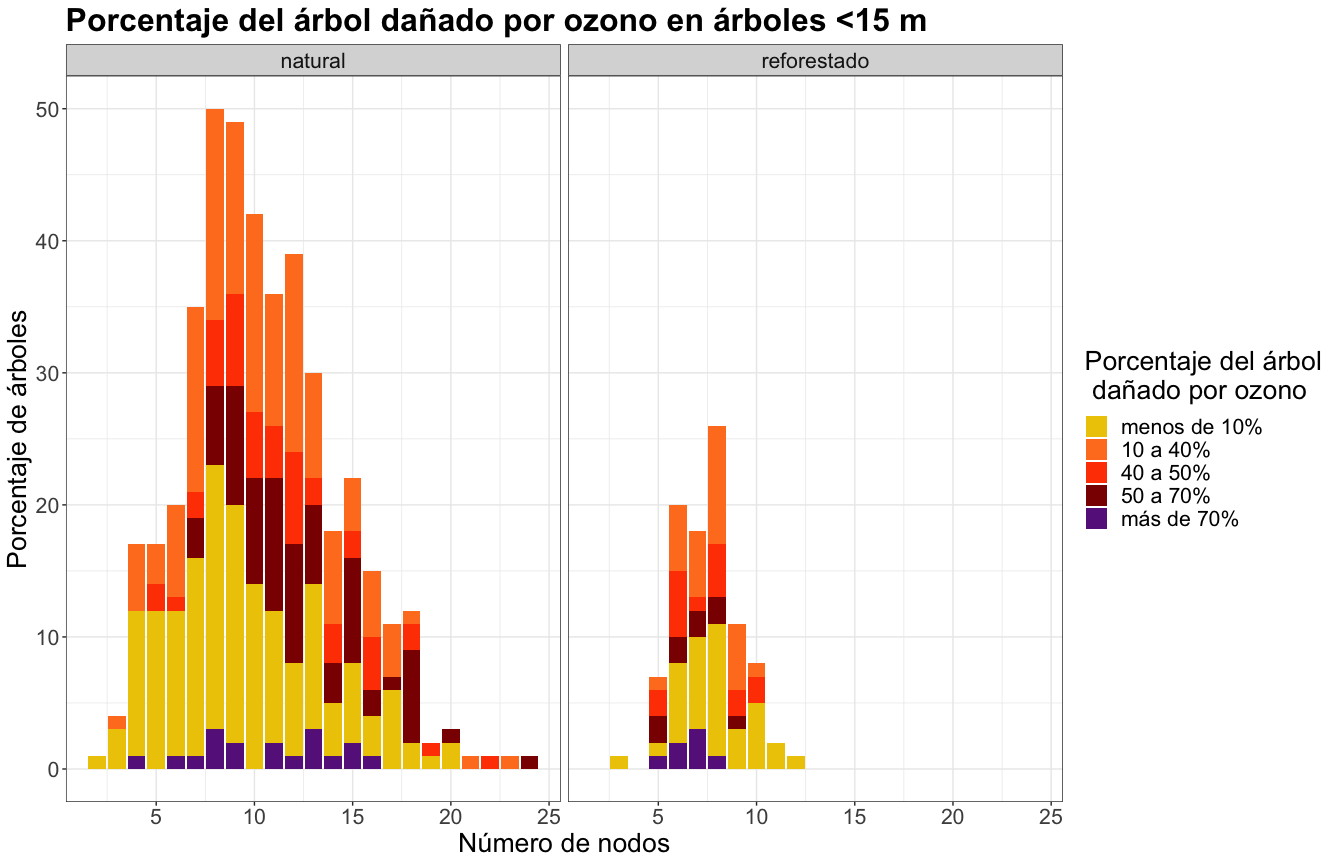 Porcentaje del árbol dañado por ozono en árboles <15 m
natural
reforestado
Porcentaje de árboles
50
40
30
20
10
0
5 10 15 20 25
5 10 15 20 25
Número de nodos
Porcentaje del árbol
dañado por ozono
menos de 10%
10 a 40%
40 a 50%
50 a 70%
más de 70%